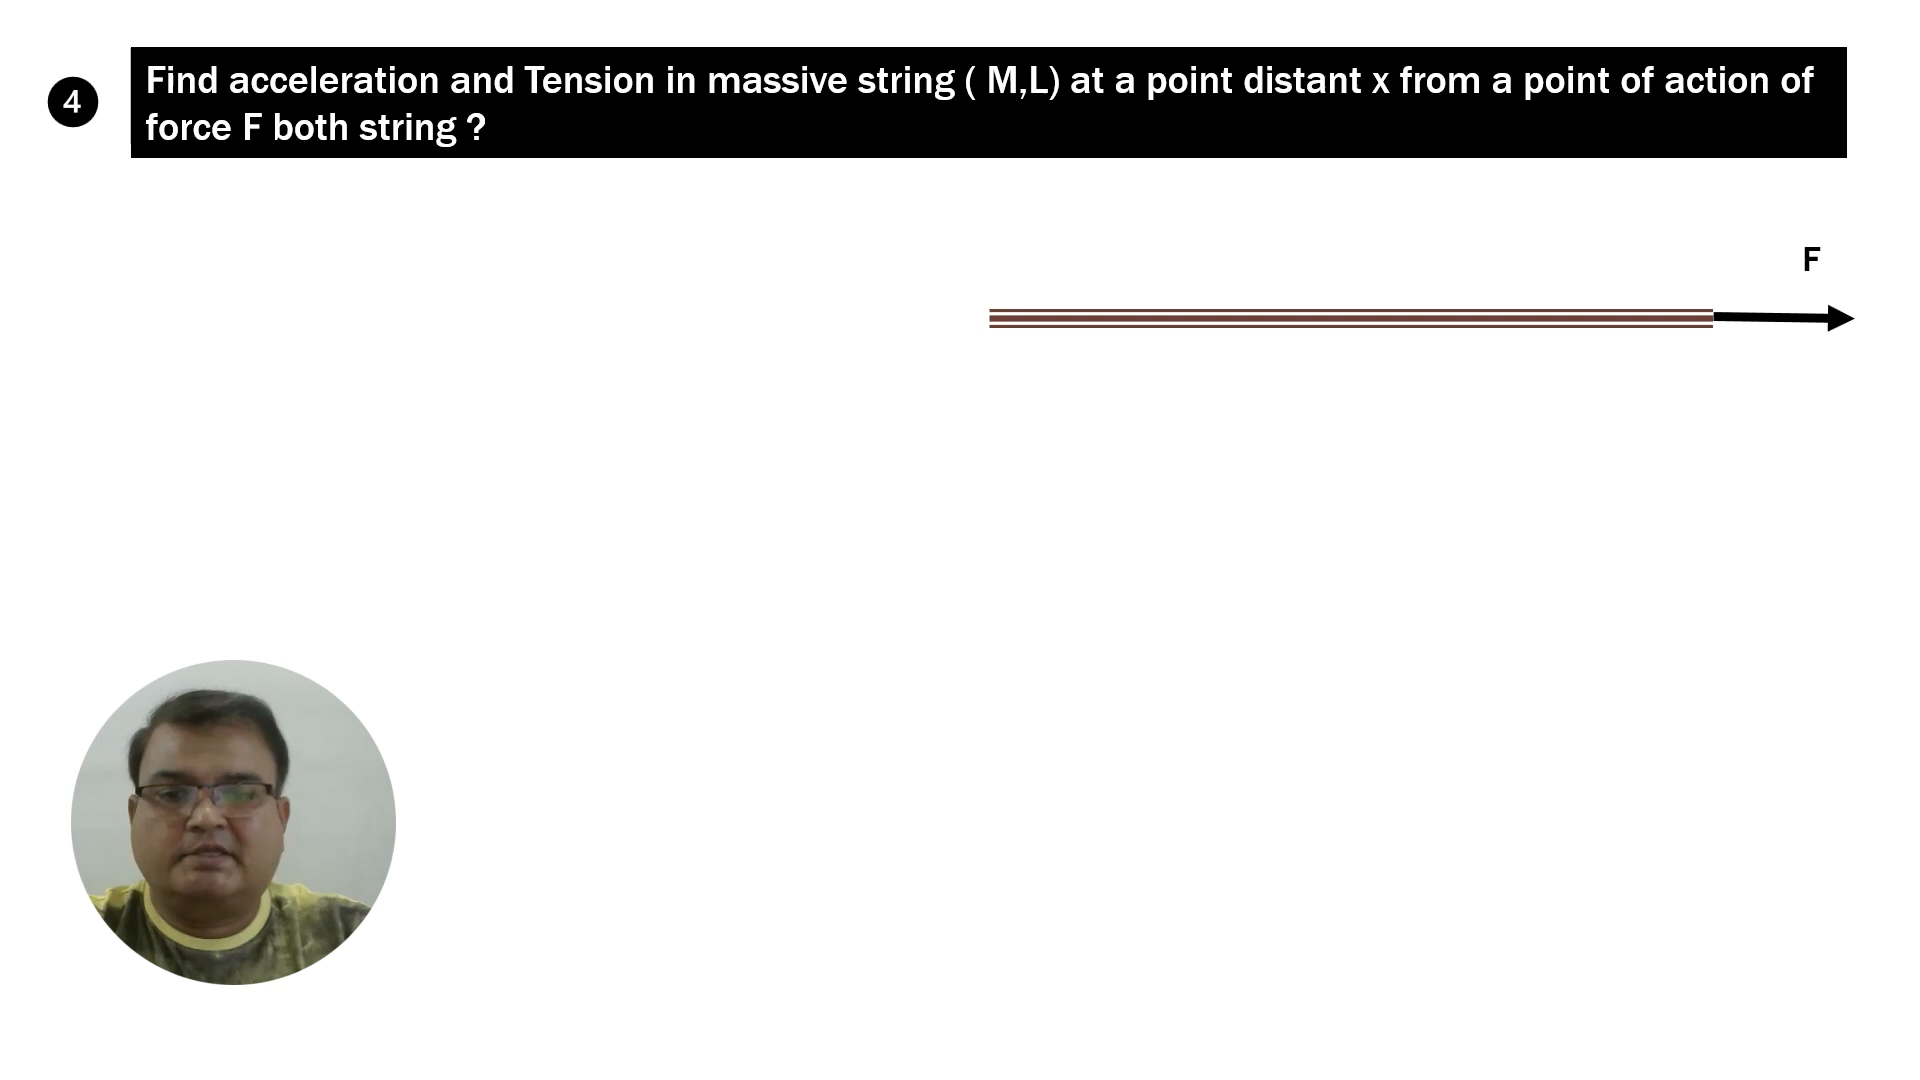 4
Find acceleration and Tension in massive string ( M,L) at a point distant x from a point of action of
force F both string ?
F